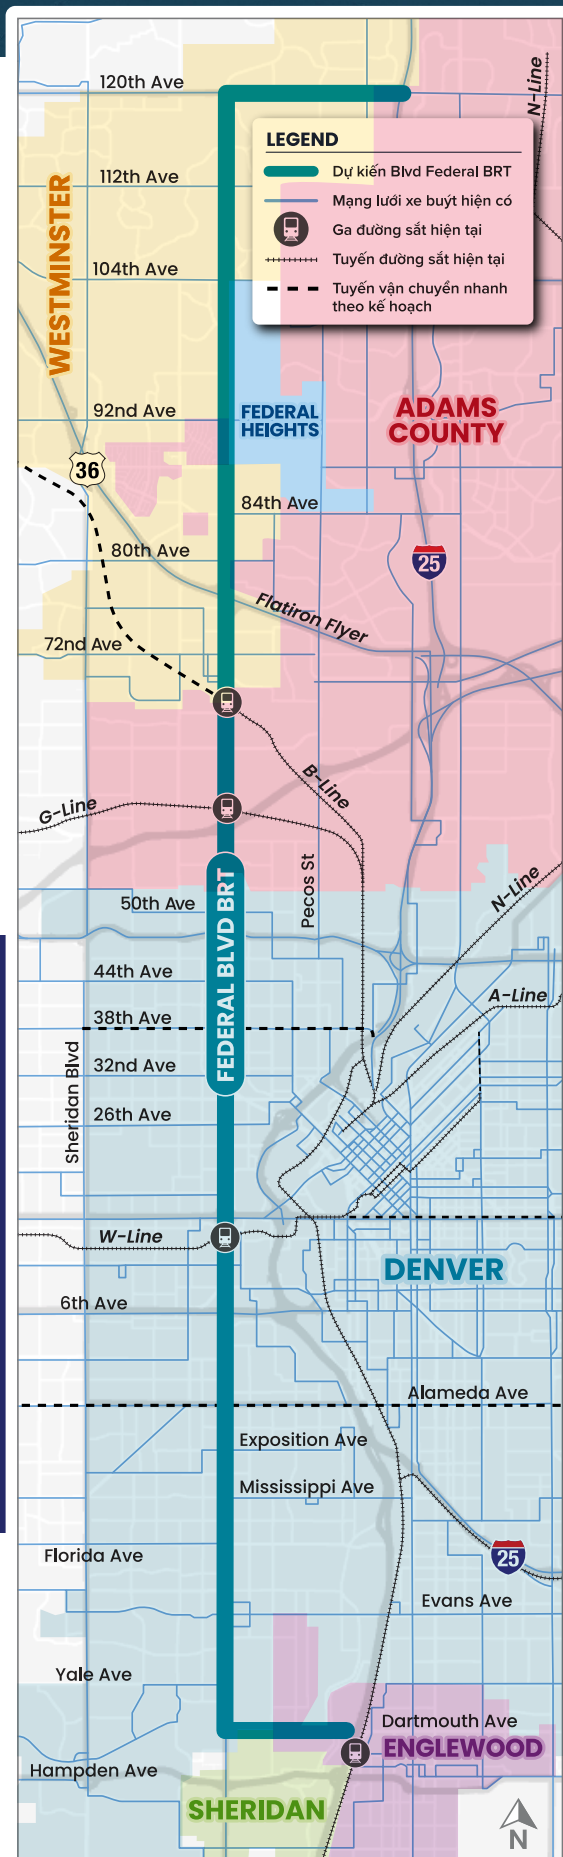 120th Ave
N-Line
LEGEND
Dự kiến Blvd Federal BRT
Mạng lưới xe buýt hiện có
Ga đường sắt hiện tại
Tuyến đường sắt hiện tại
Tuyến vận chuyển nhanh
theo kế hoạch
112th Ave
WESTMINSTER
104th Ave
92nd Ave
FEDERAL
HEIGHTS
ADAMS
COUNTY
36
84th Ave
80th Ave
25
Flatiron Flyer
72nd Ave
B-Line
G-Line
Pecos St
N-Line
50th Ave
FEDERAL BLVD BRT
44th Ave
A-Line
38th Ave
Sheridan Blvd
32nd Ave
26th Ave
W-Line
DENVER
6th Ave
Alameda Ave
Exposition Ave
Mississippi Ave
Florida Ave
25
Evans Ave
Yale Ave
Dartmouth Ave
ENGLEWOOD
Hampden Ave
SHERIDAN
N